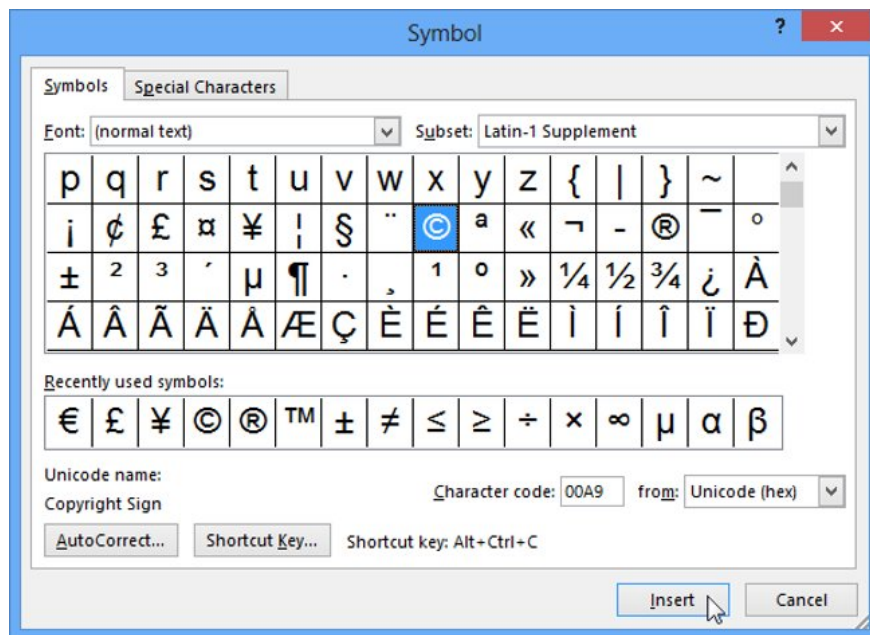 Symbol
? ×
Symbols Special Characters
Font: (normal text) Subset: Latin-1 Supplement
p q r s t u v w x y z { | } ~
¡ ¢ £ ¤ ¥ ¦ § ¨ © ª « ¬ - ® ¯ °
± ² ³ ´ µ ¶ · ¸ ¹ º » ¼ ½ ¾ ¿ À
Á Â Ã Ä Å Æ Ç È É Ê Ë Ì Í Î Ï Ð
Recently used symbols:
€ £ ¥ © ® ™ ± ≠ ≤ ≥ ÷ × ∞ µ α β
Unicode name:
Copyright Sign
Character code: 00A9 from: Unicode (hex)
AutoCorrect... Shortcut Key... Shortcut key: Alt+Ctrl+C
Insert Cancel